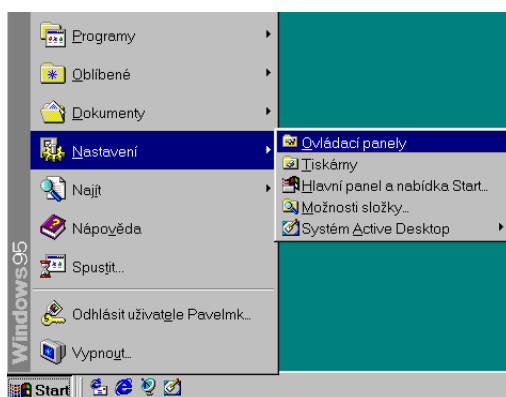 Programy
Oblíbené
Dokumenty
Nastavení
Najít
Nápověda
Spustit...
Odhlásit uživatele Pavelmk...
Vypnout...
Ovládací panely
Tiskárny
Hlavní panel a nabídka Start...
Možnosti složky...
Systém Active Desktop
Windows95
Start